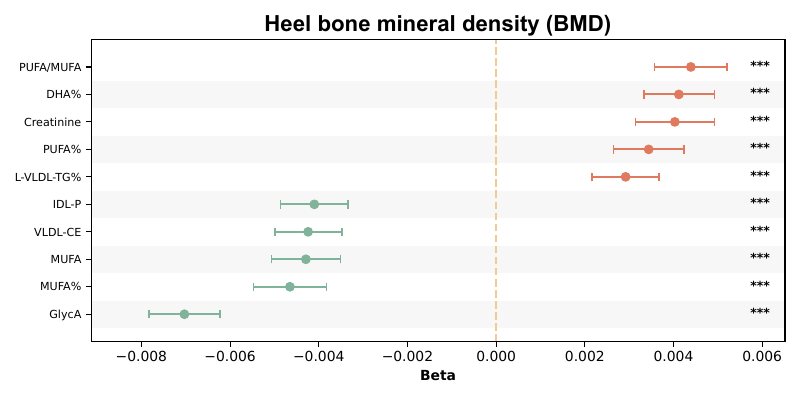 Heel bone mineral density (BMD)
PUFA/MUFA ***
DHA% ***
Creatinine ***
PUFA% ***
L-VLDL-TG% ***
IDL-P ***
VLDL-CE ***
MUFA ***
MUFA% ***
GlycA ***
−0.008 −0.006 −0.004 −0.002 0.000 0.002 0.004 0.006
Beta